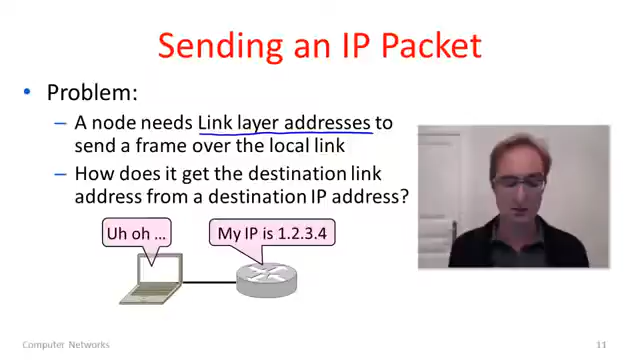 Sending an IP Packet
• Problem:
– A node needs Link layer addresses to
send a frame over the local link
– How does it get the destination link
address from a destination IP address?
Uh oh ...
My IP is 1.2.3.4
Computer Networks
11